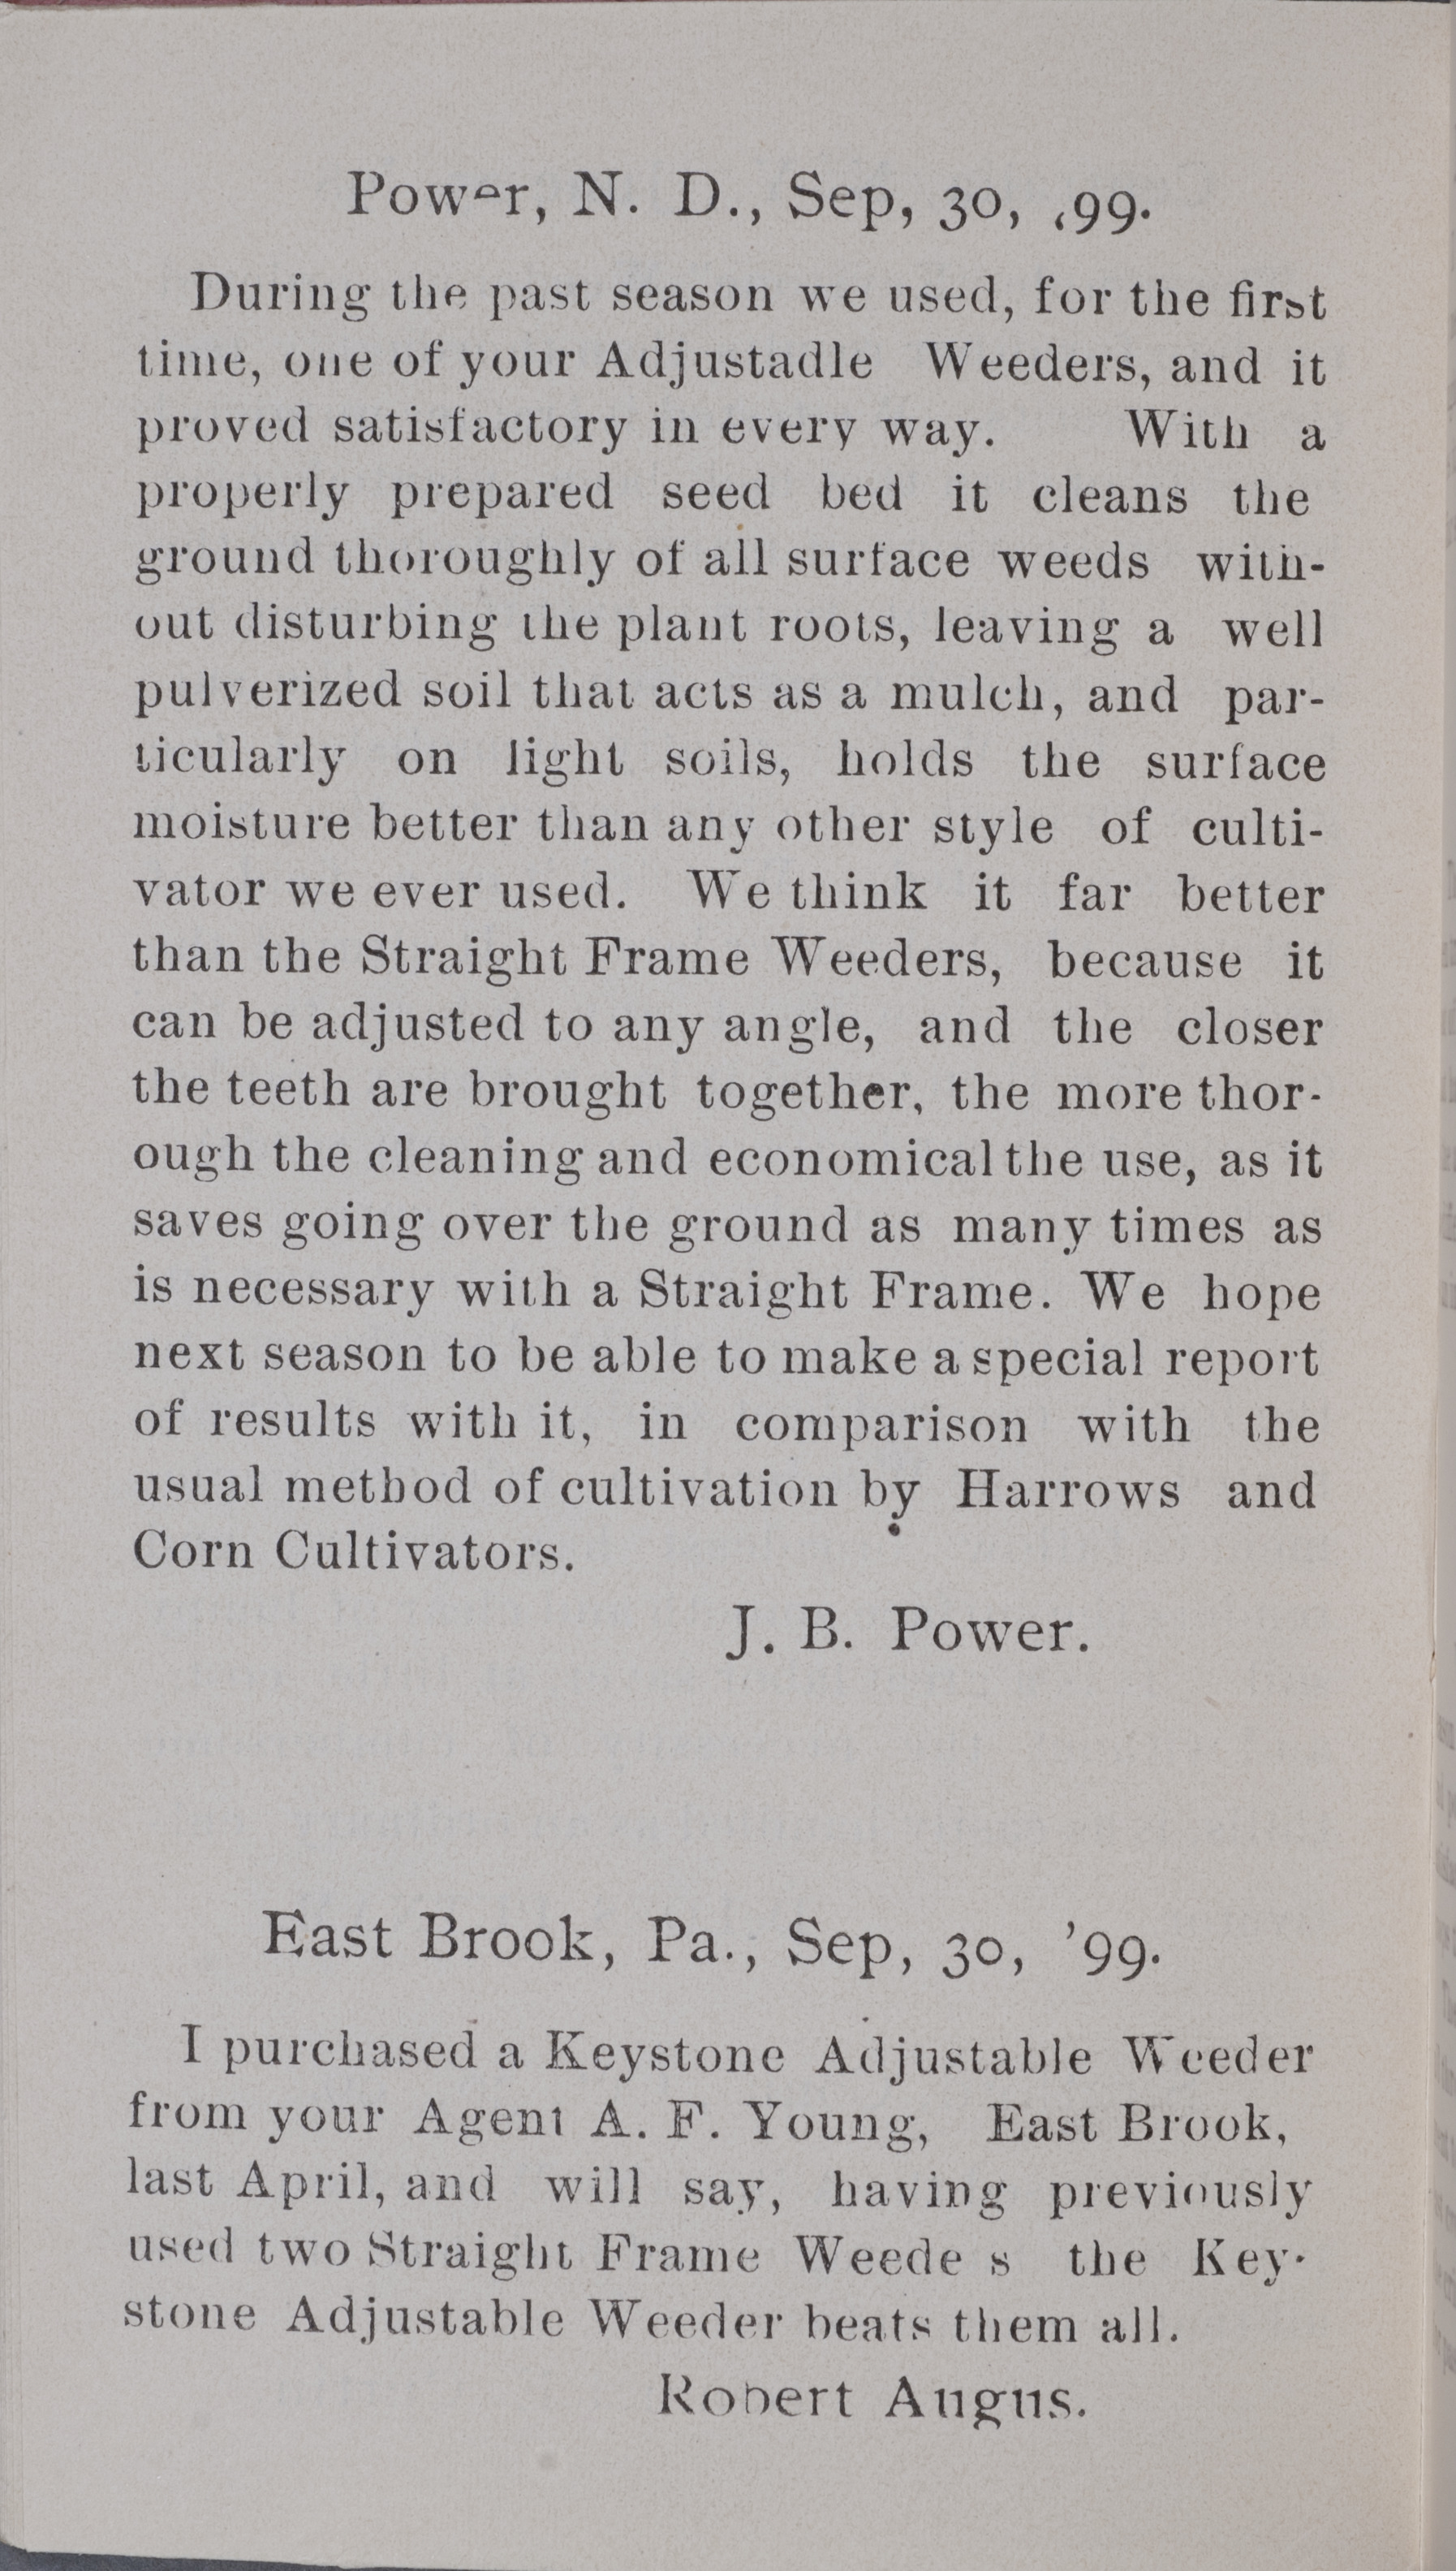 Power, N. D., Sep, 30, ‚99.
During the past season we used, for the first
time, one of your Adjustadle Weeders, and it
proved satisfactory in every way. With a
properly prepared seed bed it cleans the
ground thoroughly of all surface weeds with-
out disturbing the plant roots, leaving a well
pulverized soil that acts as a mulch, and par-
ticularly on light soils, holds the surface
moisture better than any other style of culti-
vator we ever used. We think it far better
than the Straight Frame Weeders, because it
can be adjusted to any angle, and the closer
the teeth are brought together, the more thor-
ough the cleaning and economical the use, as it
saves going over the ground as many times as
is necessary with a Straight Frame. We hope
next season to be able to make a special report
of results with it, in comparison with the
usual method of cultivation by Harrows and
Corn Cultivators.
J. B. Power.
East Brook, Pa., Sep, 30, ’99.
I purchased a Keystone Adjustable Weeder
from your Agent A. F. Young, East Brook,
last April, and will say, having previously
used two Straight Frame Weede s the Key-
stone Adjustable Weeder beats them all.
Robert Augus.